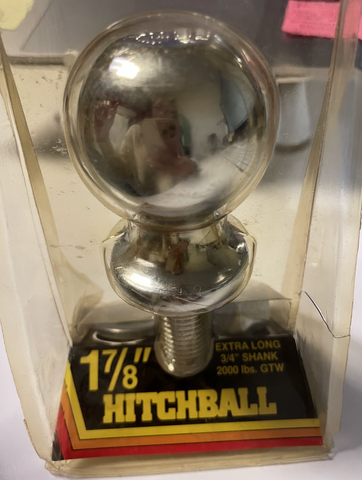 1 7/8"
EXTRA LONG
3/4" SHANK
2000 lbs. GTW
HITCHBALL